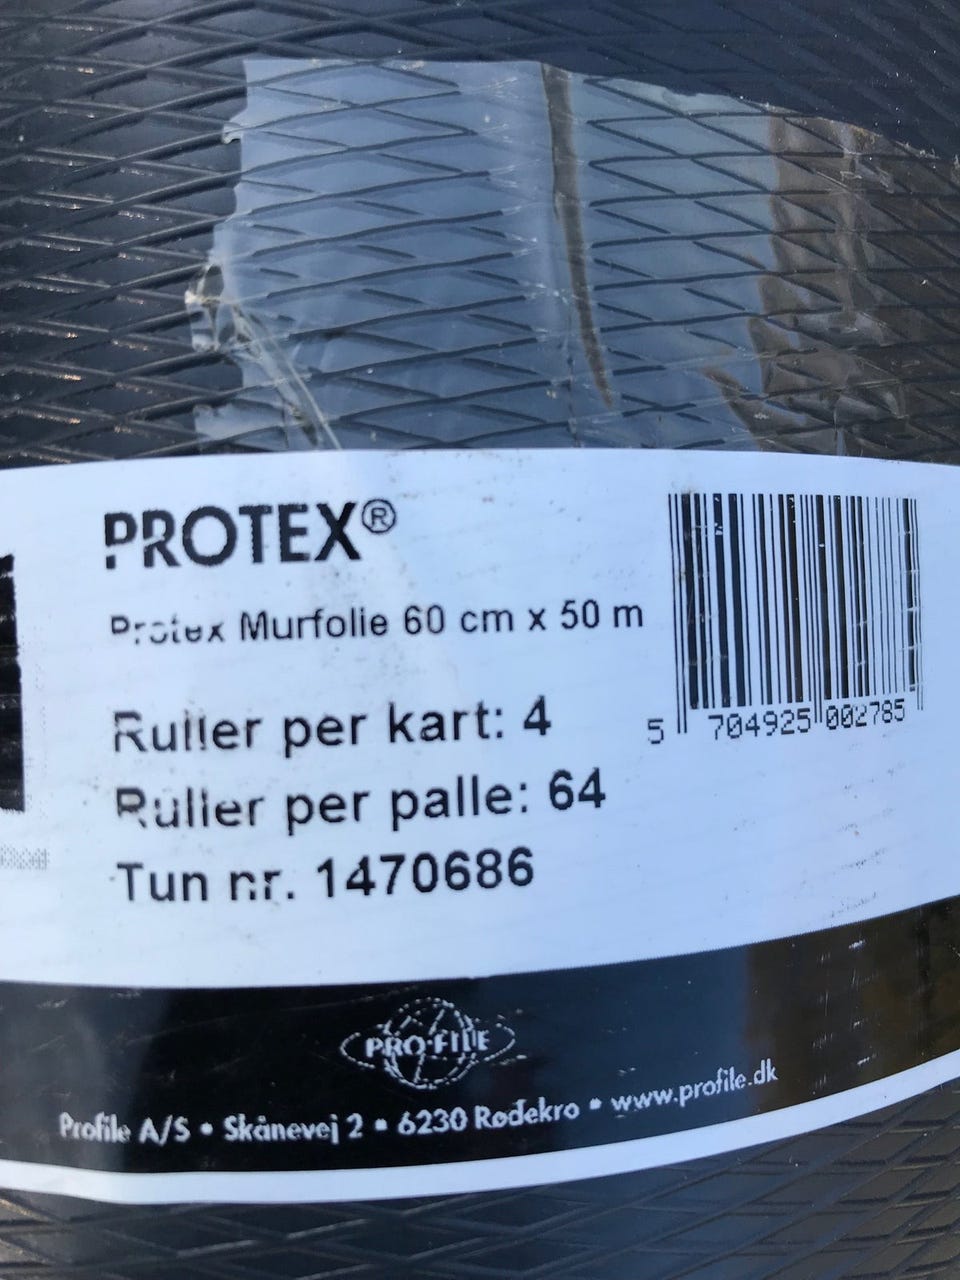 PROTEX®
Protex Murfolie 60 cm x 50 m
Ruller per kart: 4
Ruller per palle: 64
Tun nr. 1470686
5 704925 002785
PRO-FILE
Profile A/S • Skånevej 2 • 6230 Rødekro • www.profile.dk